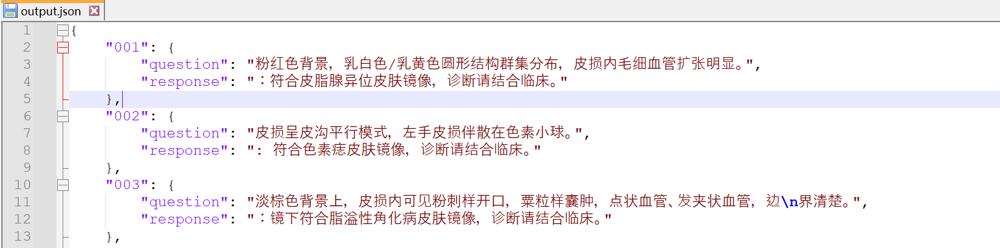 output.json
1 {
2 "001": {
3 "question": "粉红色背景，乳白色/乳黄色圆形结构群集分布，皮损内毛细血管扩张明显。",
4 "response": "：符合皮脂腺异位皮肤镜像，诊断请结合临床。"
5 },
6 "002": {
7 "question": "皮损呈皮沟平行模式，左手皮损伴散在色素小球。",
8 "response": ": 符合色素痣皮肤镜像，诊断请结合临床。"
9 },
10 "003": {
11 "question": "淡棕色背景上，皮损内可见粉刺样开口，粟粒样囊肿，点状血管、发夹状血管，边\n界清楚。",
12 "response": "：镜下符合脂溢性角化病皮肤镜像，诊断请结合临床。"
13 },